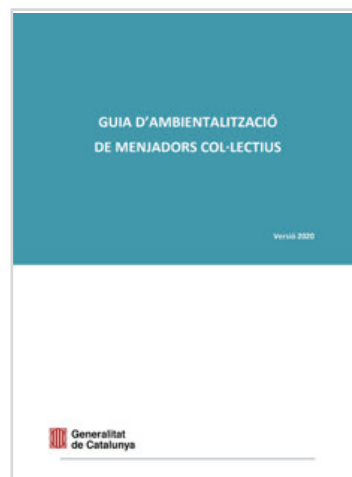 GUIA D'AMBIENTALITZACIÓ
DE MENJADORS COL·LECTIUS
Versió 2020
Generalitat
de Catalunya